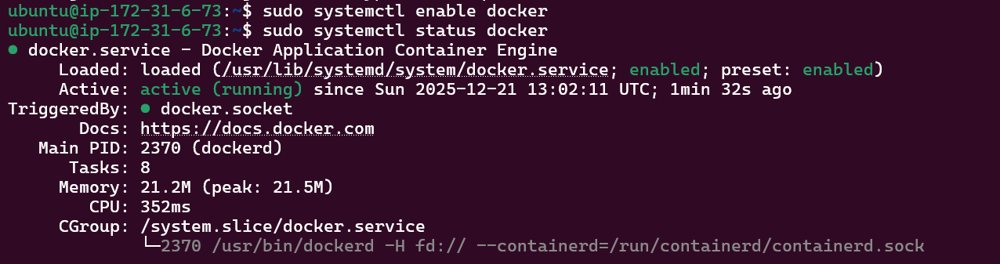 ubuntu@ip-172-31-6-73:~$ sudo systemctl enable docker
ubuntu@ip-172-31-6-73:~$ sudo systemctl status docker
● docker.service - Docker Application Container Engine
     Loaded: loaded (/usr/lib/systemd/system/docker.service; enabled; preset: enabled)
     Active: active (running) since Sun 2025-12-21 13:02:11 UTC; 1min 32s ago
TriggeredBy: ● docker.socket
       Docs: https://docs.docker.com
   Main PID: 2370 (dockerd)
      Tasks: 8
     Memory: 21.2M (peak: 21.5M)
        CPU: 352ms
     CGroup: /system.slice/docker.service
             └─2370 /usr/bin/dockerd -H fd:// --containerd=/run/containerd/containerd.sock